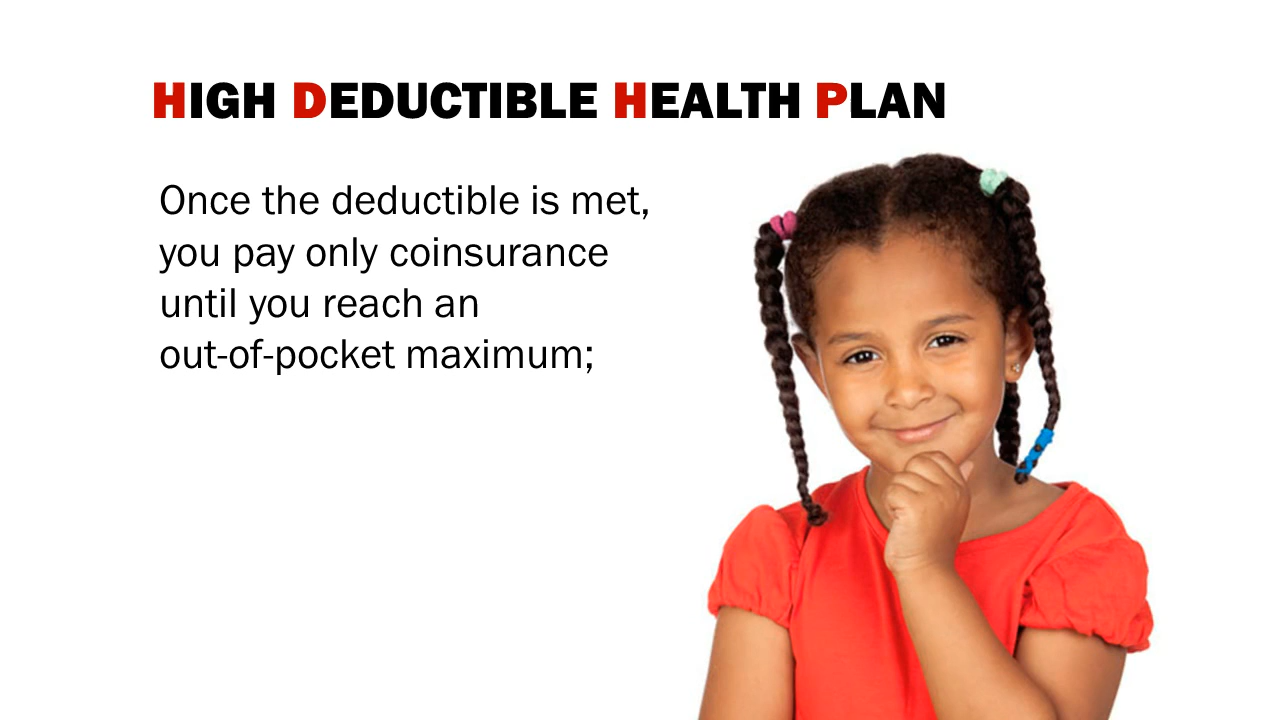 HIGH DEDUCTIBLE HEALTH PLAN
Once the deductible is met,
you pay only coinsurance
until you reach an
out-of-pocket maximum;